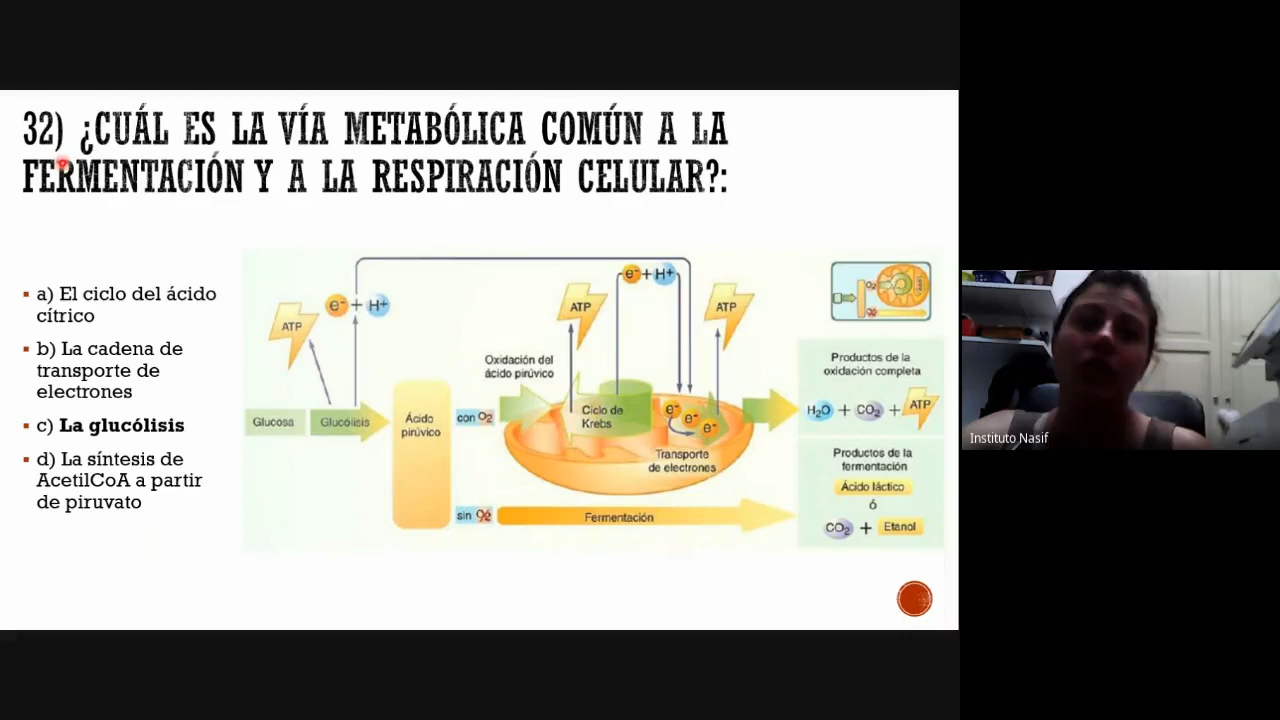 32) ¿CUÁL ES LA VÍA METABÓLICA COMÚN A LA
FERMENTACIÓN Y A LA RESPIRACIÓN CELULAR?:
a) El ciclo del ácido
cítrico
b) La cadena de
transporte de
electrones
c) La glucólisis
d) La síntesis de
AcetilCoA a partir
de piruvato
e- + H+
ATP
e- + H+
ATP
ATP
O2
Oxidación del
ácido pirúvico
Glucosa
Glucólisis
Ácido
pirúvico
con O2
Ciclo de
Krebs
e- e- e-
Transporte
de electrones
sin O2
Fermentación
Productos de la
oxidación completa
H2O + CO2 + ATP
Productos de la
fermentación
Ácido láctico
ó
CO2 + Etanol
Instituto Nasif